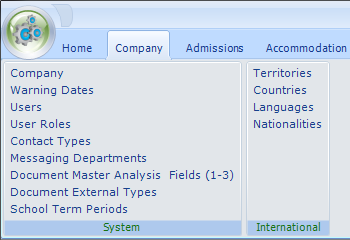 Home Company Admissions Accommodation
Company
Warning Dates
Users
User Roles
Contact Types
Messaging Departments
Document Master Analysis Fields (1-3)
Document External Types
School Term Periods
System
Territories
Countries
Languages
Nationalities
International